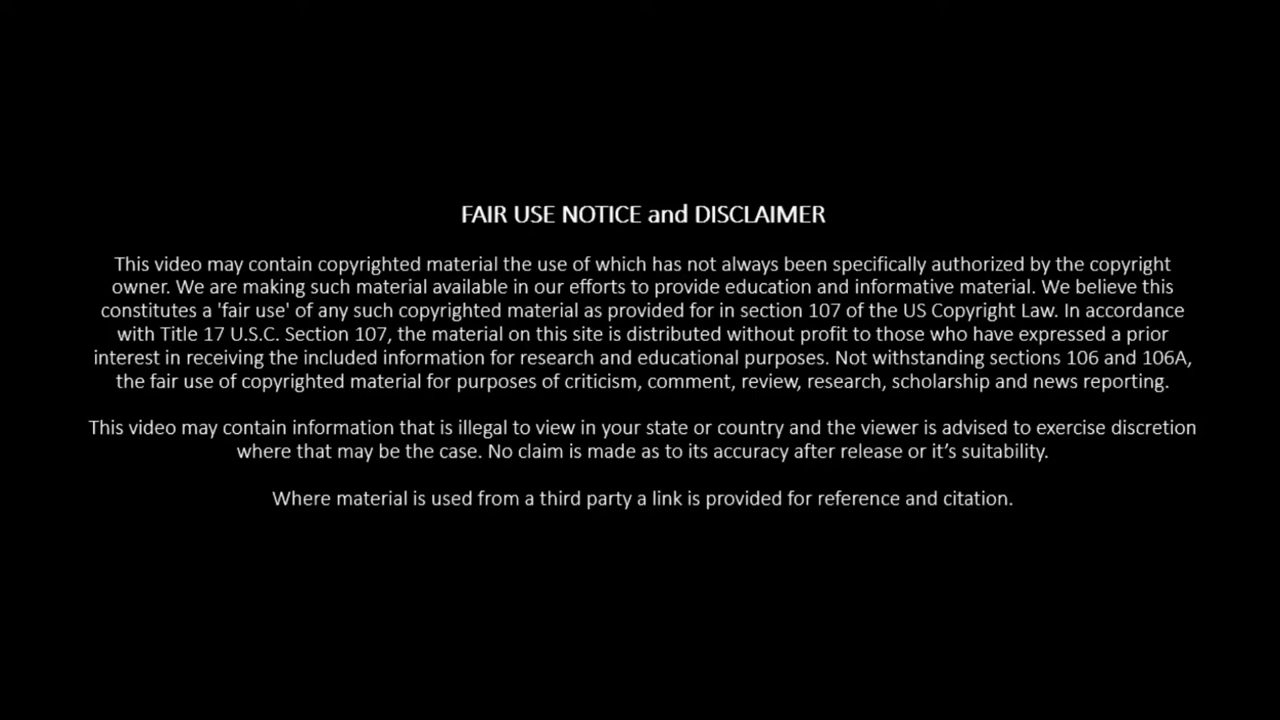 FAIR USE NOTICE and DISCLAIMER
This video may contain copyrighted material the use of which has not always been specifically authorized by the copyright
owner. We are making such material available in our efforts to provide education and informative material. We believe this
constitutes a 'fair use' of any such copyrighted material as provided for in section 107 of the US Copyright Law. In accordance
with Title 17 U.S.C. Section 107, the material on this site is distributed without profit to those who have expressed a prior
interest in receiving the included information for research and educational purposes. Not withstanding sections 106 and 106A,
the fair use of copyrighted material for purposes of criticism, comment, review, research, scholarship and news reporting.
This video may contain information that is illegal to view in your state or country and the viewer is advised to exercise discretion
where that may be the case. No claim is made as to its accuracy after release or it’s suitability.
Where material is used from a third party a link is provided for reference and citation.